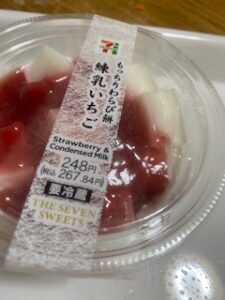 7 ELEVEN
もっちりわらび餅
練乳いちご
Strawberry &
Condensed Milk
248円
(税込 267.84円)
要冷蔵
THE SEVEN
SWEETS